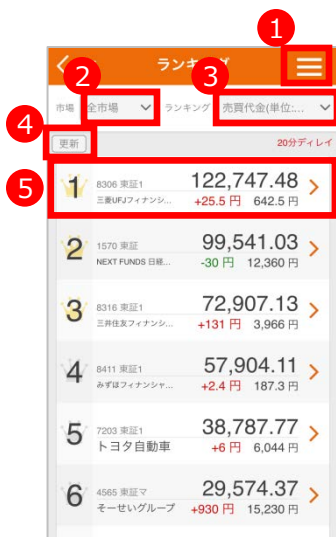 1
ランキング
2
3
市場 全市場 ランキング 売買代金(単位:...
4
更新 20分ディレイ
5
1 8306 東証1 122,747.48
三菱UFJフィナンシ... +25.5 円 642.5 円
2 1570 東証 99,541.03
NEXT FUNDS 日経... -30 円 12,360 円
3 8316 東証1 72,907.13
三井住友フィナンシ... +131 円 3,966 円
4 8411 東証1 57,904.11
みずほフィナンシャ... +2.4 円 187.3 円
5 7203 東証1 38,787.77
トヨタ自動車 +6 円 6,044 円
6 4565 東証マ 29,574.37
そーせいグループ +930 円 15,230 円